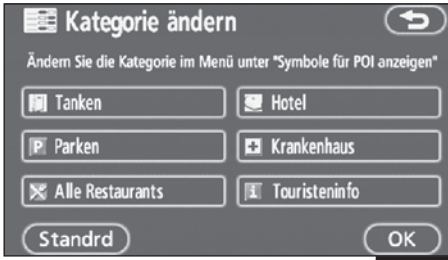 Kategorie ändern
Ändern Sie die Kategorie im Menü unter "Symbole für POI anzeigen"
Tanken
Hotel
P Parken
Krankenhaus
Alle Restaurants
i Touristeninfo
Standrd
OK